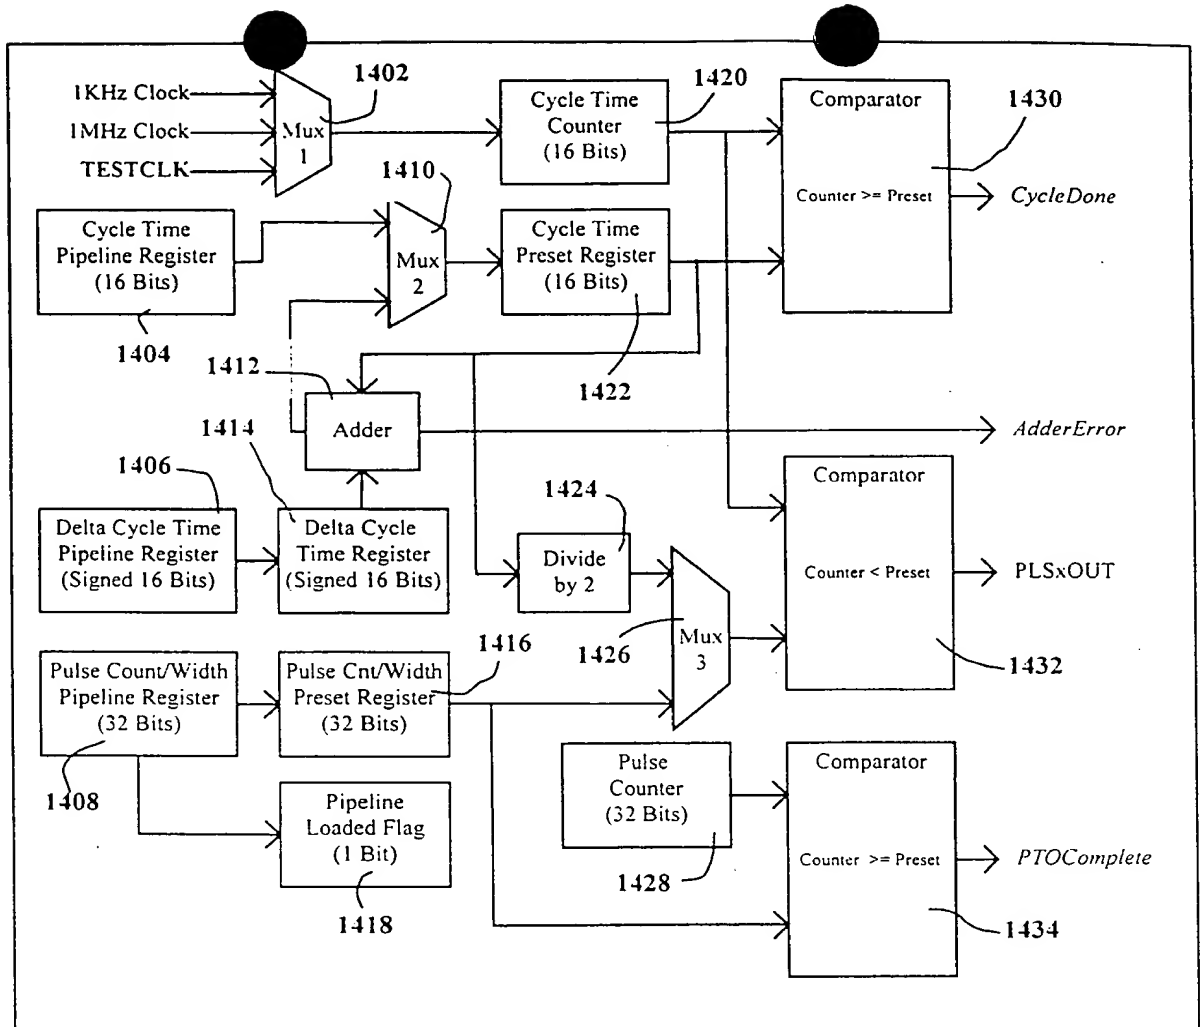 1402
1420
1430
1KHz Clock
1MHz Clock
TESTCLK
Mux
1
Cycle Time
Counter
(16 Bits)
Comparator
Counter >= Preset
CycleDone
1410
Cycle Time
Pipeline Register
(16 Bits)
1404
Mux
2
Cycle Time
Preset Register
(16 Bits)
1422
1412
Adder
AdderError
1414
1406
Delta Cycle Time
Pipeline Register
(Signed 16 Bits)
Delta Cycle
Time Register
(Signed 16 Bits)
1424
Divide
by 2
1426
Mux
3
Comparator
Counter < Preset
PLSxOUT
1432
1416
Pulse Count/Width
Pipeline Register
(32 Bits)
1408
Pulse Cnt/Width
Preset Register
(32 Bits)
Pipeline
Loaded Flag
(1 Bit)
1418
Pulse
Counter
(32 Bits)
1428
Comparator
Counter >= Preset
PTOComplete
1434